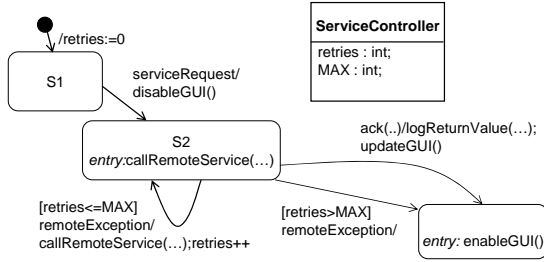 /retries:=0
ServiceController
retries : int;
MAX : int;
S1
serviceRequest/
disableGUI()
S2
entry:callRemoteService(…)
ack(..)/logReturnValue(…);
updateGUI()
[retries<=MAX]
remoteException/
callRemoteService(…);retries++
[retries>MAX]
remoteException/
entry: enableGUI()